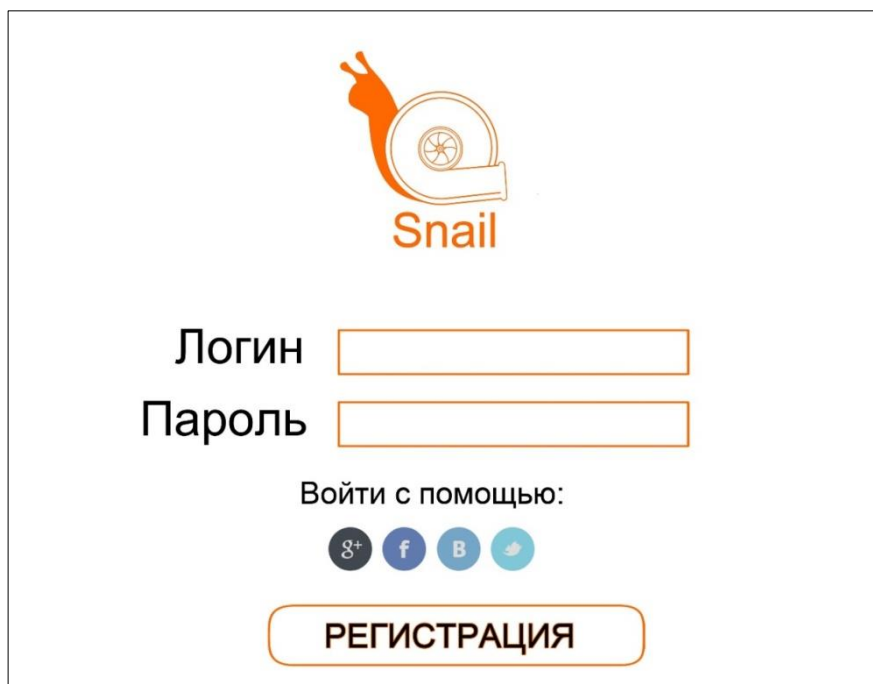 Snail
Логин
Пароль
Войти с помощью:
g+ f B
РЕГИСТРАЦИЯ